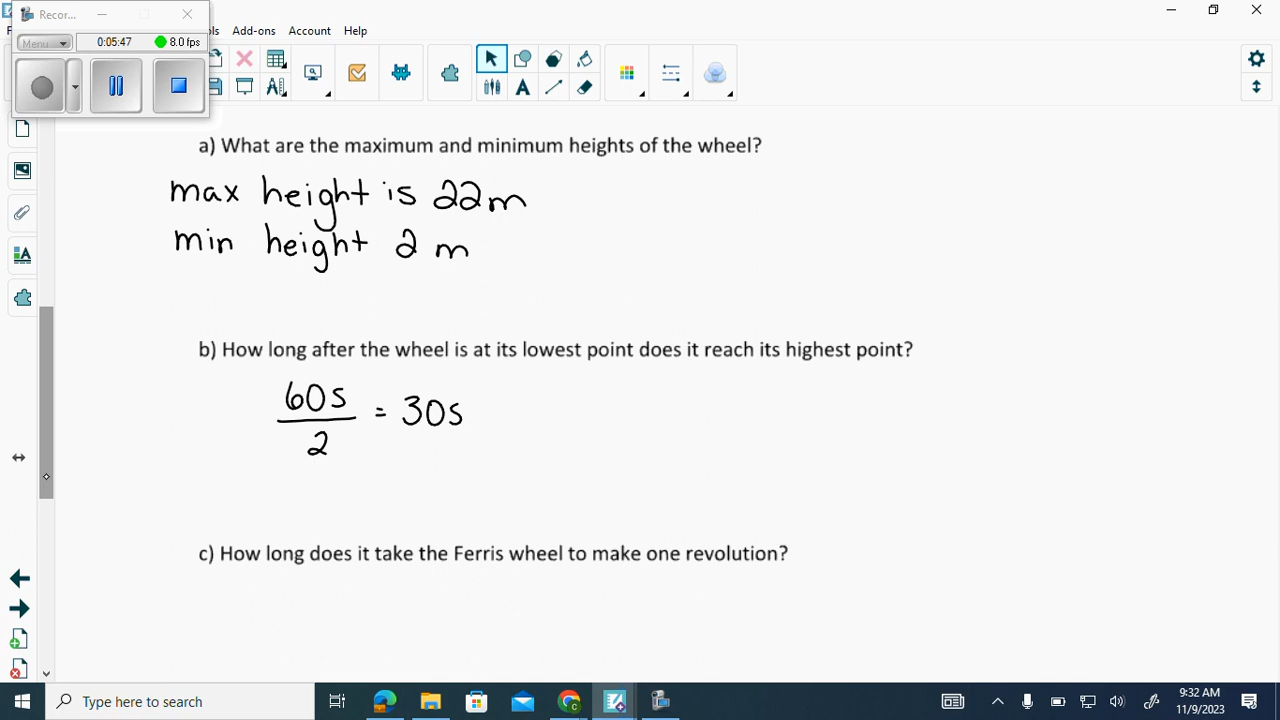 Recor...
Menu
0:05:47
8.0 fps
ls Add-ons Account Help
a) What are the maximum and minimum heights of the wheel?
max height is 22m
min height 2 m
b) How long after the wheel is at its lowest point does it reach its highest point?
60s
2
= 30s
c) How long does it take the Ferris wheel to make one revolution?
Type here to search
9:32 AM
11/9/2023